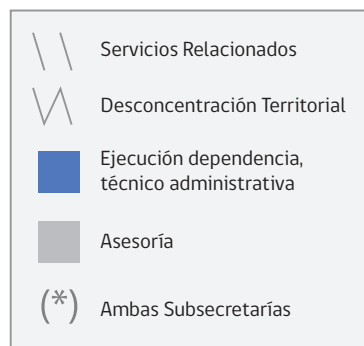 Servicios Relacionados
Desconcentración Territorial
Ejecución dependencia,
técnico administrativa
Asesoría
(*) Ambas Subsecretarías